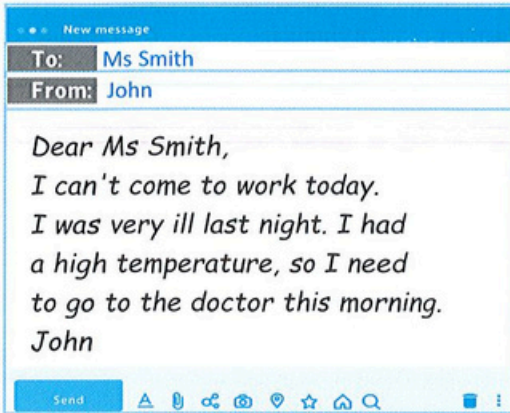 New message
To: Ms Smith
From: John
Dear Ms Smith,
I can't come to work today.
I was very ill last night. I had
a high temperature, so I need
to go to the doctor this morning.
John
Send